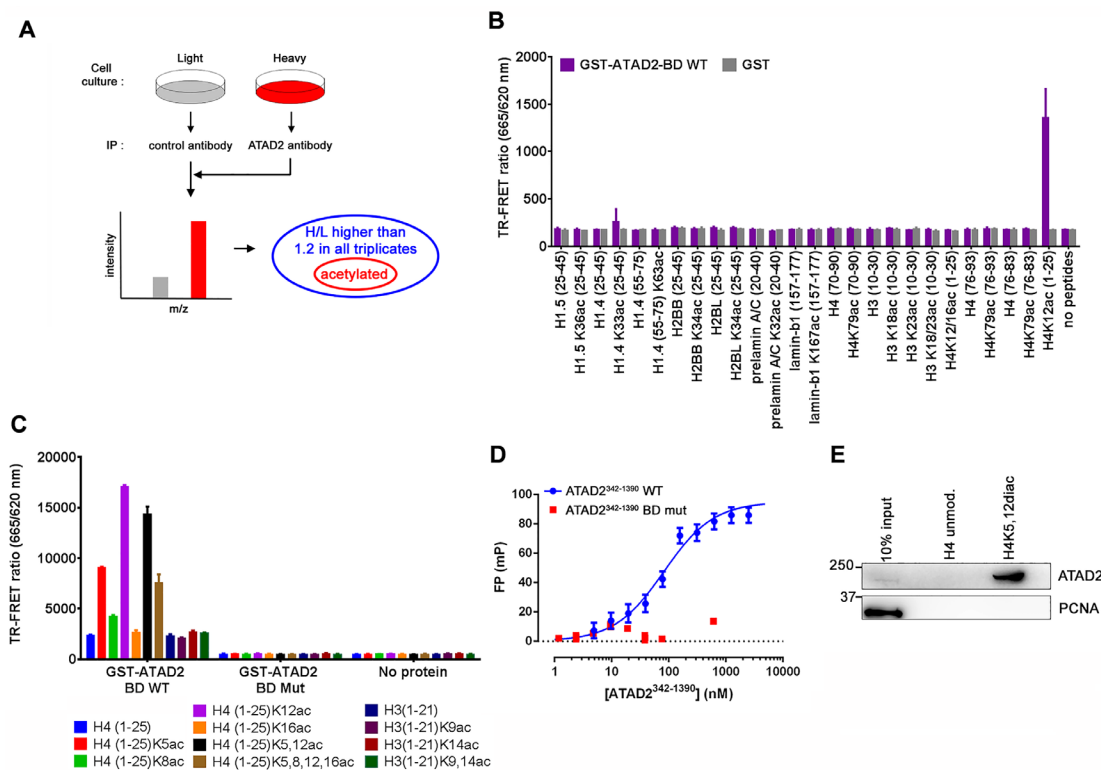 A
Light
Heavy
Cell
culture :
IP :
control antibody
ATAD2 antibody
intensity
m/z
H/L higher than
1.2 in all triplicates
acetylated
B
TR-FRET ratio (665/620 nm)
2000
1500
1000
500
0
GST-ATAD2-BD WT
GST
H1.5 (25-45)
H1.5 K36ac (25-45)
H1.4 (25-45)
H1.4 K33ac (25-45)
H1.4 (55-75)
H1.4 (55-75) K63ac
H2BB (25-45)
H2BB K34ac (25-45)
H2BL (25-45)
H2BL K34ac (25-45)
prelamin A/C (20-40)
prelamin A/C K32ac (20-40)
lamin-b1 (157-177)
lamin-b1 K167ac (157-177)
H4 (70-90)
H4K79ac (70-90)
H3 (10-30)
H3 K18ac (10-30)
H3 K23ac (10-30)
H3 K18/23ac (10-30)
H4K12/16ac (1-25)
H4 (76-93)
H4K79ac (76-93)
H4 (76-83)
H4K79ac (76-83)
H4K12ac (1-25)
no peptides
C
TR-FRET ratio (665/620 nm)
20000
15000
10000
5000
0
GST-ATAD2
BD WT
GST-ATAD2
BD Mut
No protein
H4 (1-25)
H4 (1-25)K5ac
H4 (1-25)K8ac
H4 (1-25)K12ac
H4 (1-25)K16ac
H4 (1-25)K5,12ac
H4 (1-25)K5,8,12,16ac
H3(1-21)
H3(1-21)K9ac
H3(1-21)K14ac
H3(1-21)K9,14ac
D
ATAD2³⁴²⁻¹³⁹⁰ WT
ATAD2³⁴²⁻¹³⁹⁰ BD mut
FP (mP)
100
80
60
40
20
0
1
10
100
1000
10000
[ATAD2³⁴²⁻¹³⁹⁰] (nM)
E
10% input
H4 unmod.
H4K5,12diac
250
ATAD2
37
PCNA